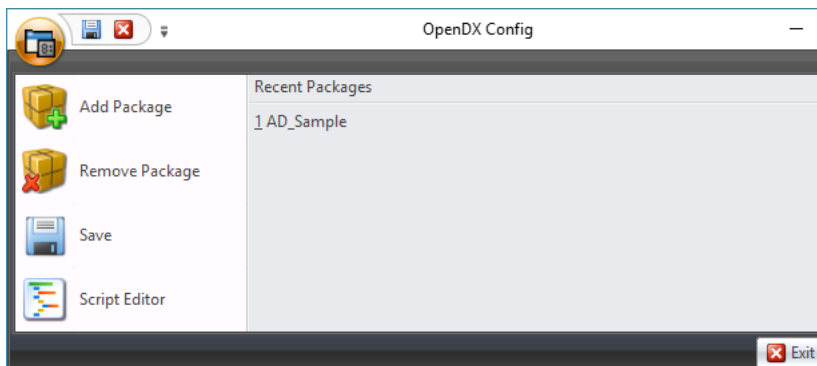 OpenDX Config
Recent Packages
Add Package
1 AD_Sample
Remove Package
Save
Script Editor
Exit